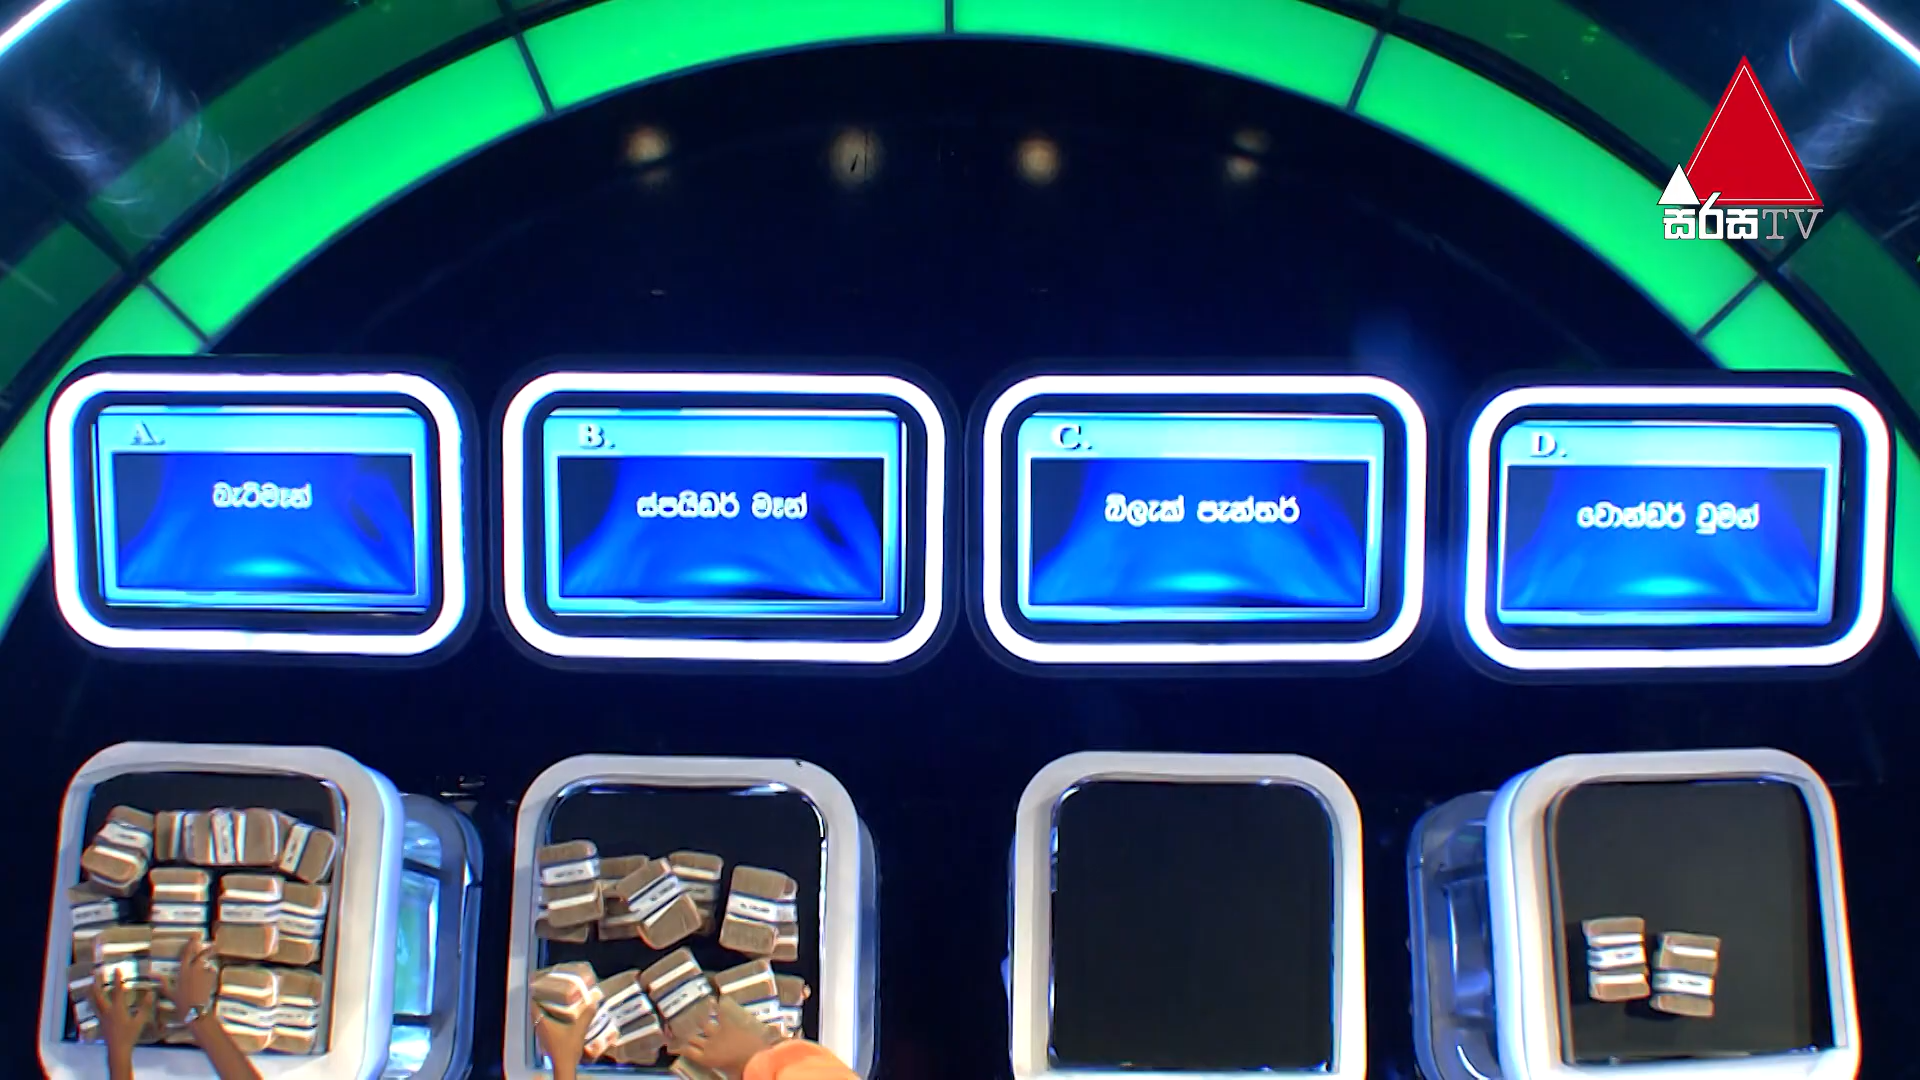 සිරස TV
A.
බැට්මෑන්
B.
ස්පයිඩර් මෑන්
C.
බ්ලැක් පැන්තර්
D.
වොන්ඩර් වුමන්